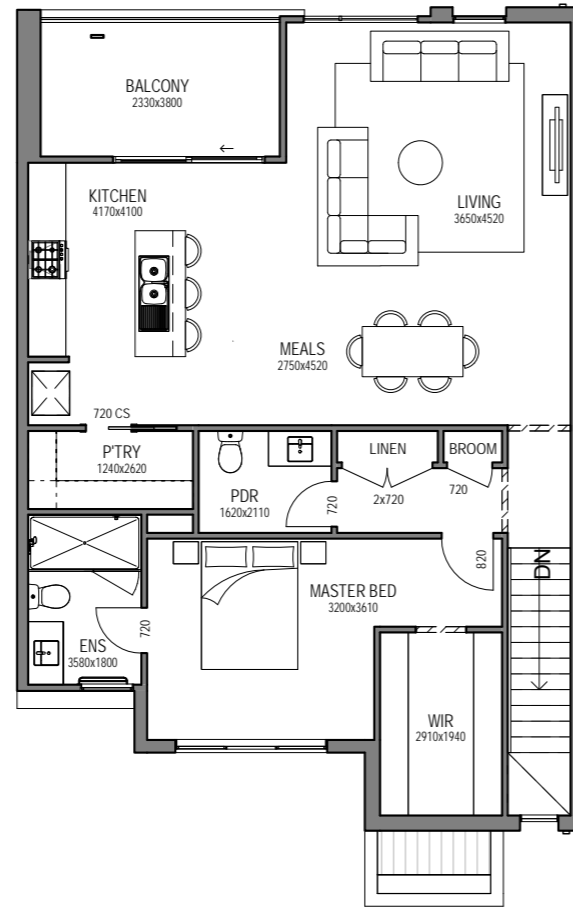 BALCONY
2330x3800
KITCHEN
4170x4100
LIVING
3650x4520
MEALS
2750x4520
720 CS
P'TRY
1240x2620
LINEN
BROOM
PDR
1620x2110
720
2x720
720
820
DN
MASTER BED
3200x3610
720
ENS
3580x1800
WIR
2910x1940